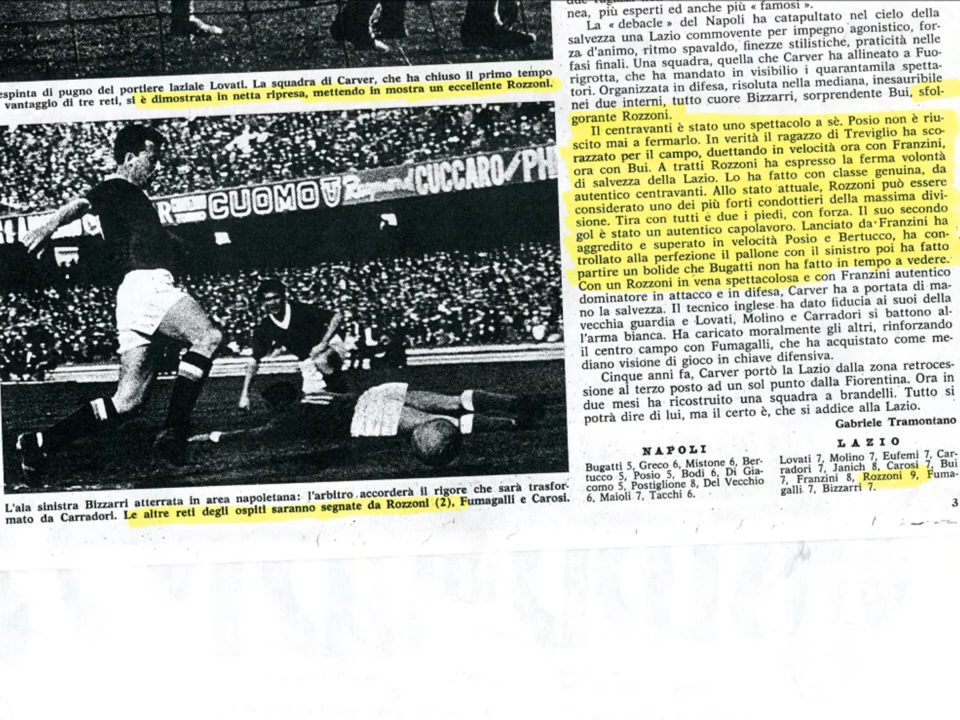 espinta di pugno del portiere laziale Lovati. La squadra di Carver, che ha chiuso il primo tempo
vantaggio di tre reti, si è dimostrata in netta ripresa, mettendo in mostra un eccellente Rozzoni.
CUOMO
CUCCARO/PH
L'ala sinistra Bizzarri atterrata in area napoletana: l'arbitro accorderà il rigore che sarà trasfor-
mato da Carradori. Le altre reti degli ospiti saranno segnate da Rozzoni (2), Fumagalli e Carosi.
nea, più esperti ed anche più « famosi ».
La « debacle » del Napoli ha catapultato nel cielo della
salvezza una Lazio commovente per impegno agonistico, for-
za d'animo, ritmo spavaldo, finezze stilistiche, praticità nelle
fasi finali. Una squadra, quella che Carver ha allineato a Fuo-
rigrotta, che ha mandato in visibilio i quarantamila spetta-
tori. Organizzata in difesa, risoluta nella mediana, inesauribile
nei due interni, tutto cuore Bizzarri, sorprendente Bui, sfol-
gorante Rozzoni.
Il centravanti è stato uno spettacolo a sè. Posio non è riu-
scito mai a fermarlo. In verità il ragazzo di Treviglio ha sco-
razzato per il campo, duettando in velocità ora con Franzini,
ora con Bui. A tratti Rozzoni ha espresso la ferma volontà
di salvezza della Lazio. Lo ha fatto con classe genuina, da
autentico centravanti. Allo stato attuale, Rozzoni può essere
considerato uno dei più forti condottieri della massima divi-
sione. Tira con tutti e due i piedi, con forza. Il suo secondo
gol è stato un autentico capolavoro. Lanciato da Franzini ha
aggredito e superato in velocità Posio e Bertucco, ha con-
trollato alla perfezione il pallone con il sinistro poi ha fatto
partire un bolide che Bugatti non ha fatto in tempo a vedere.
Con un Rozzoni in vena spettacolosa e con Franzini autentico
dominatore in attacco e in difesa, Carver ha a portata di ma-
no la salvezza. Il tecnico inglese ha dato fiducia ai suoi della
vecchia guardia e Lovati, Molino e Carradori si battono al-
l'arma bianca. Ha caricato moralmente gli altri, rinforzando
il centro campo con Fumagalli, che ha acquistato come me-
diano visione di gioco in chiave difensiva.
Cinque anni fa, Carver portò la Lazio dalla zona retroces-
sione al terzo posto ad un sol punto dalla Fiorentina. Ora in
due mesi ha ricostruito una squadra a brandelli. Tutto si
potrà dire di lui, ma il certo è, che si addice alla Lazio.
Gabriele Tramontano
NAPOLI
Bugatti 5, Greco 6, Mistone 6, Ber-
tucco 5, Posio 5, Bodi 6, Di Gia-
como 5, Postiglione 8, Del Vecchio
6, Maioli 7, Tacchi 6.
LAZIO
Lovati 7, Molino 7, Eufemi 7, Car-
radori 7, Janich 8, Carosi 7, Bui
7, Franzini 8, Rozzoni 9, Fuma-
galli 7, Bizzarri 7.
3